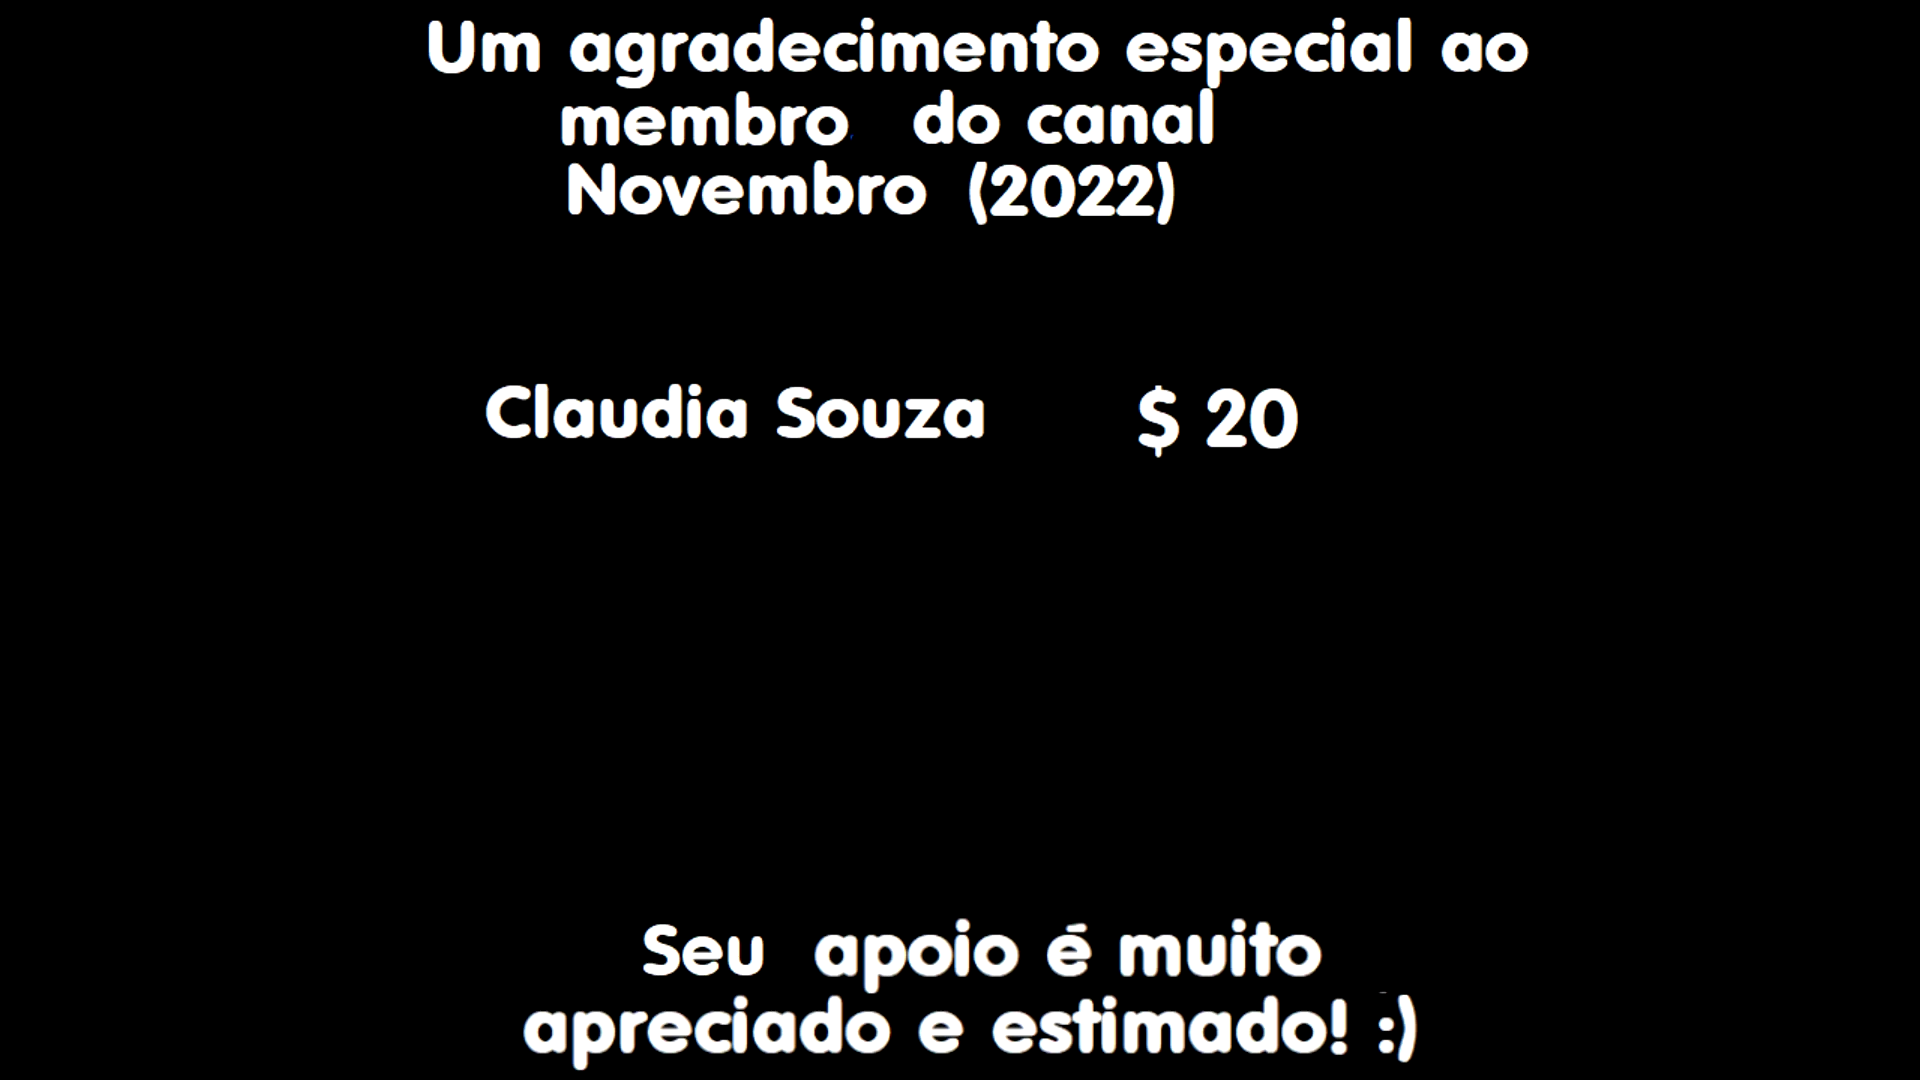 Um agradecimento especial ao
membro do canal
Novembro (2022)
Claudia Souza $ 20
Seu apoio é muito
apreciado e estimado! :)